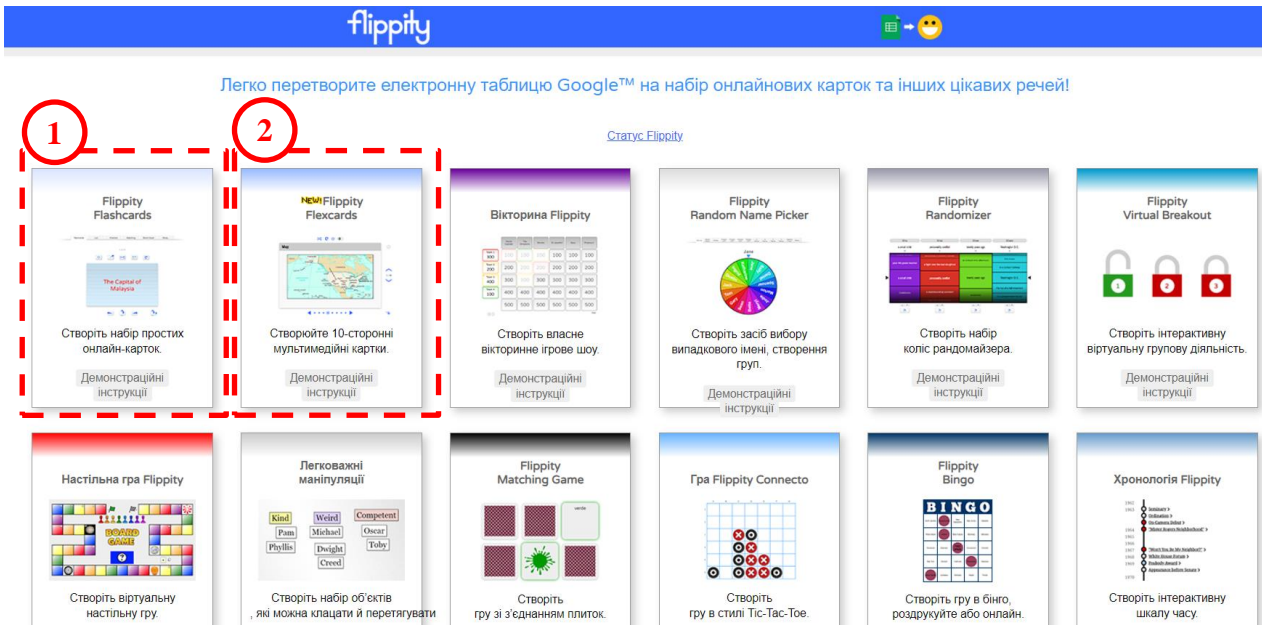 flippity
Легко перетворите електронну таблицю Google™ на набір онлайнових карток та інших цікавих речей!
Статус Flippity
1
2
Flippity
Flashcards
The Capital of
Malaysia
Створіть набір простих
онлайн-карток.
Демонстраційні
інструкції
NEW! Flippity
Flexcards
Map
Створюйте 10-сторонні
мультимедійні картки.
Демонстраційні
інструкції
Вікторина Flippity
Створіть власне
вікторинне ігрове шоу.
Демонстраційні
інструкції
Flippity
Random Name Picker
Створіть засіб вибору
випадкового імені, створення
груп.
Демонстраційні
інструкції
Flippity
Randomizer
Створіть набір
коліс рандомайзера.
Демонстраційні
інструкції
Flippity
Virtual Breakout
1 2 3
Створіть інтерактивну
віртуальну групову діяльність.
Демонстраційні
інструкції
Настільна гра Flippity
BOARD
GAME
?
Створіть віртуальну
настільну гру.
Легковажні
маніпуляції
Kind Weird Competent
Pam Michael Oscar
Phyllis Dwight Toby
Creed
Створіть набір об'єктів
, які можна клацати й перетягувати
Flippity
Matching Game
Створіть
гру зі з'єднанням плиток.
Гра Flippity Connecto
Створіть
гру в стилі Tic-Tac-Toe.
Flippity
Bingo
BINGO
Створіть гру в бінго,
роздрукуйте або онлайн.
Хронологія Flippity
Створіть інтерактивну
шкалу часу.